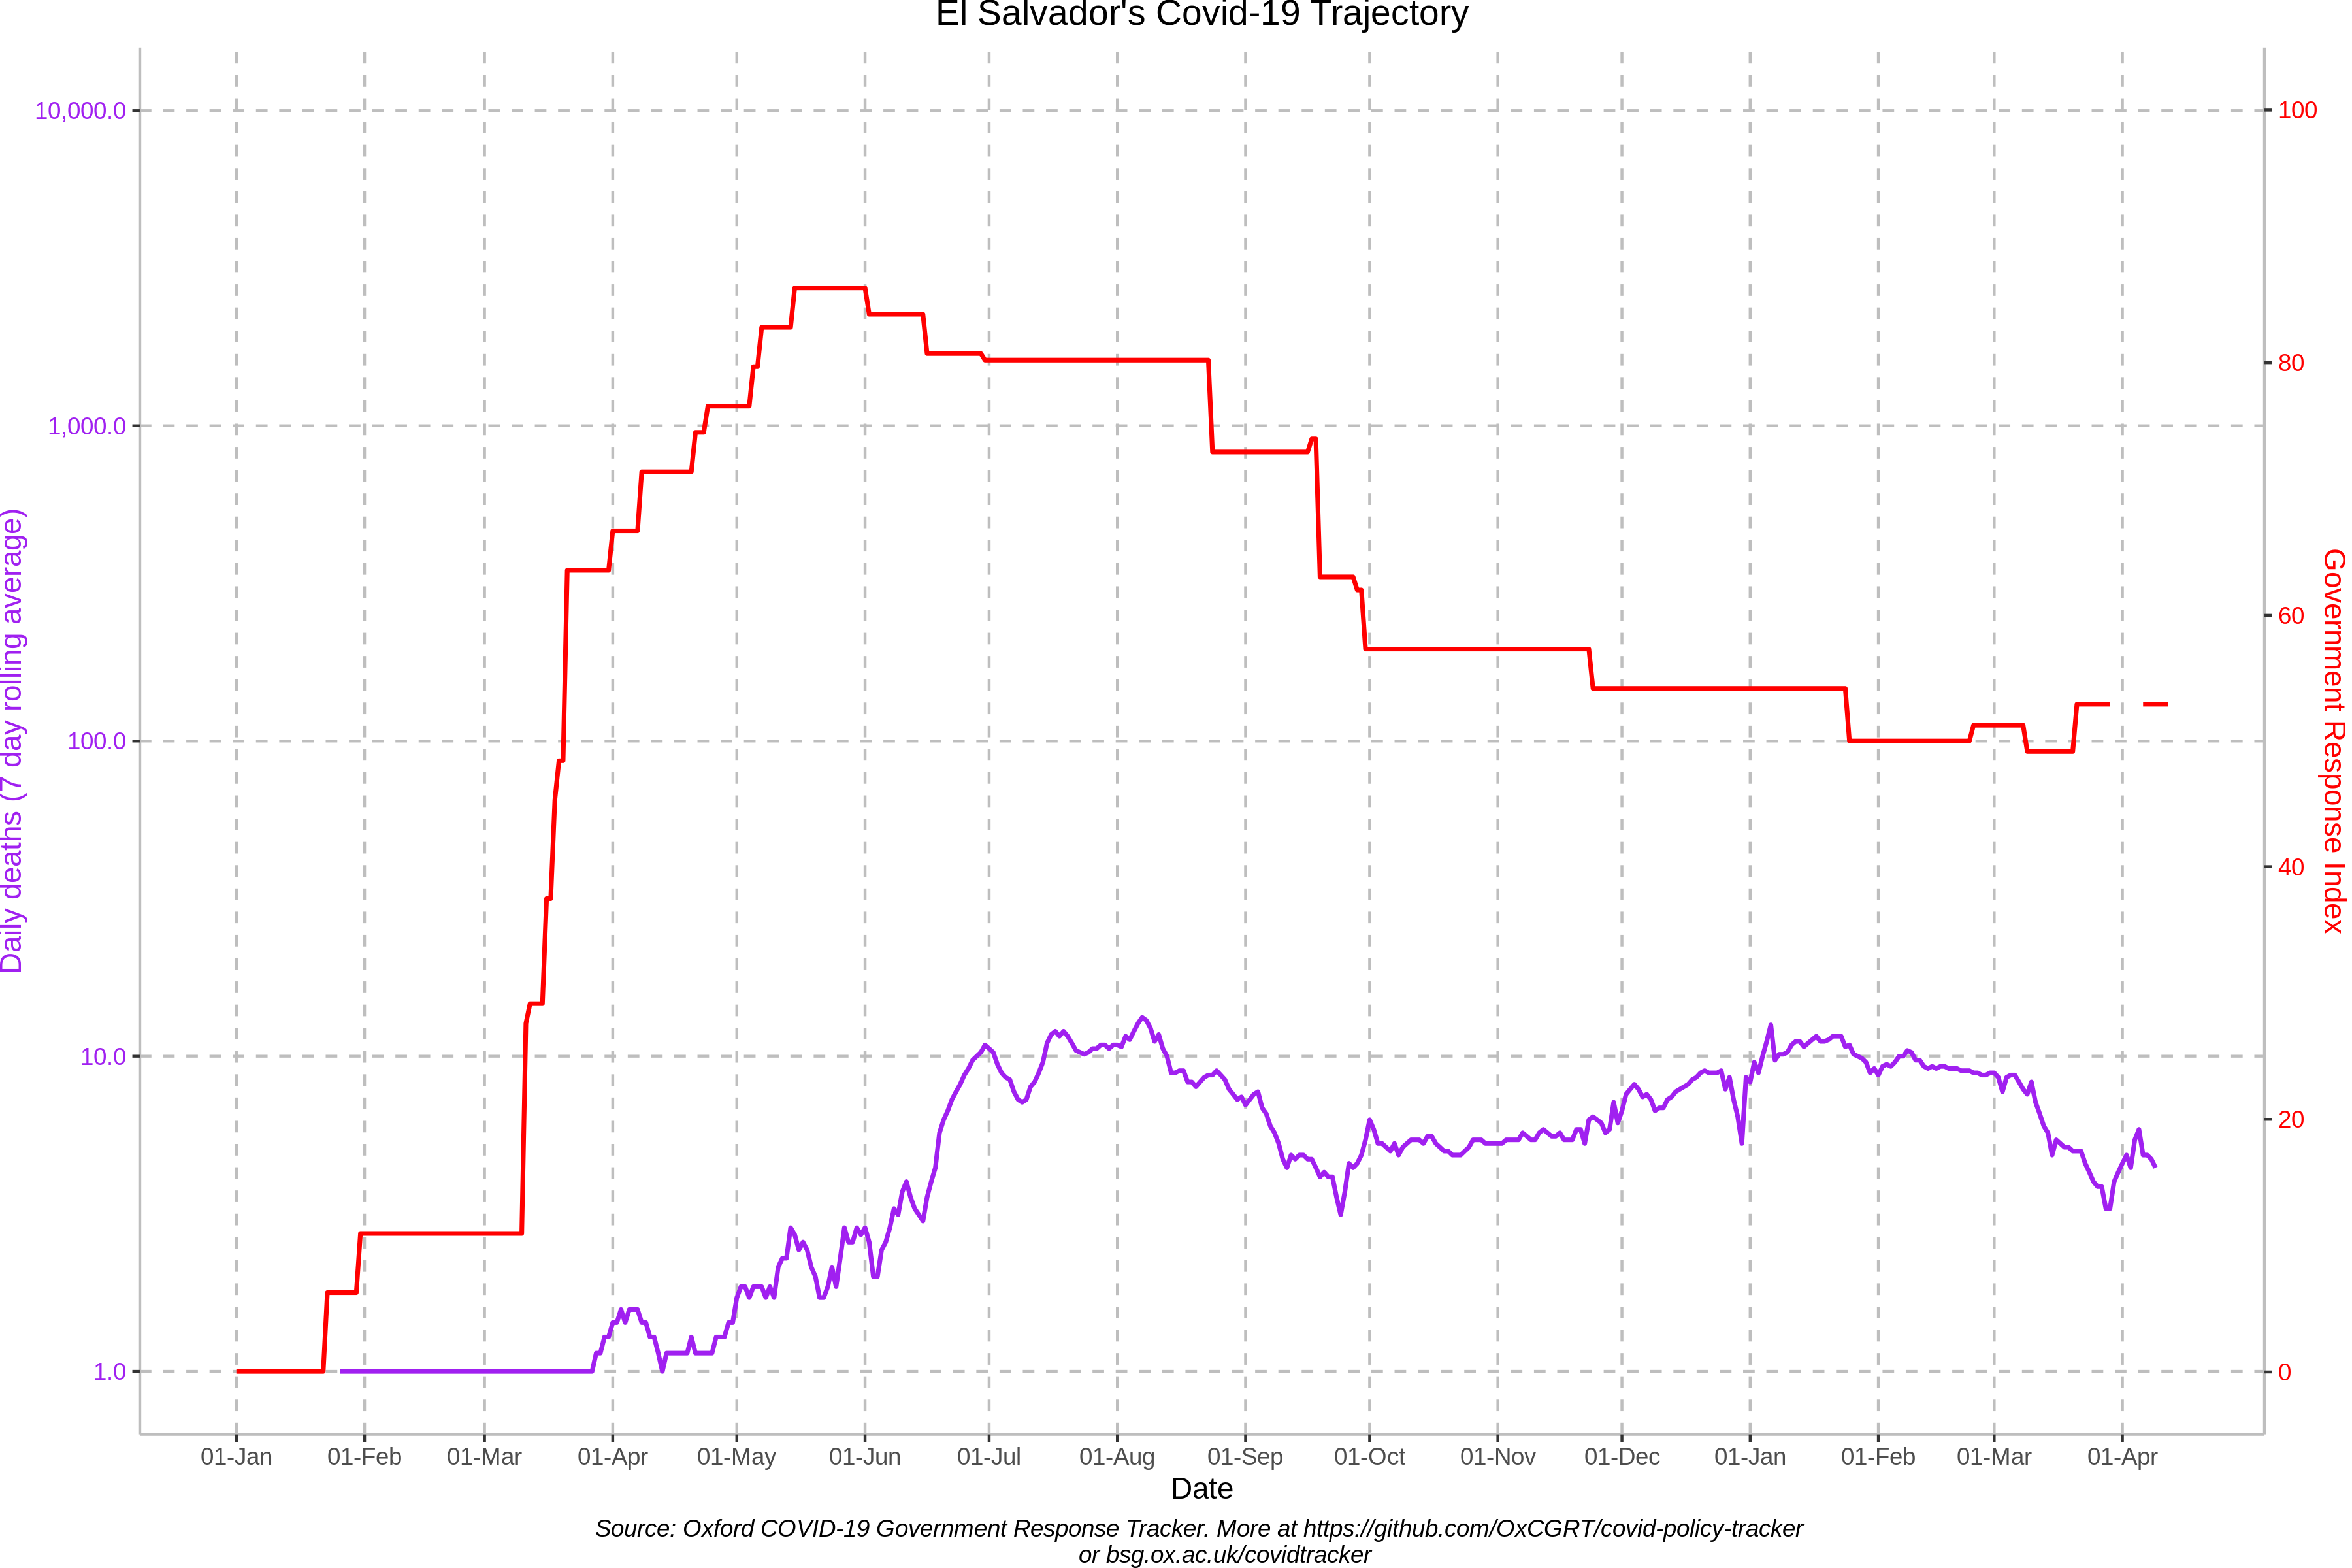 El Salvador's Covid-19 Trajectory
10,000.0
1,000.0
100.0
10.0
1.0
Daily deaths (7 day rolling average)
100
80
60
40
20
0
Government Response Index
01-Jan 01-Feb 01-Mar 01-Apr 01-May 01-Jun 01-Jul 01-Aug 01-Sep 01-Oct 01-Nov 01-Dec 01-Jan 01-Feb 01-Mar 01-Apr
Date
Source: Oxford COVID-19 Government Response Tracker. More at https://github.com/OxCGRT/covid-policy-tracker
or bsg.ox.ac.uk/covidtracker